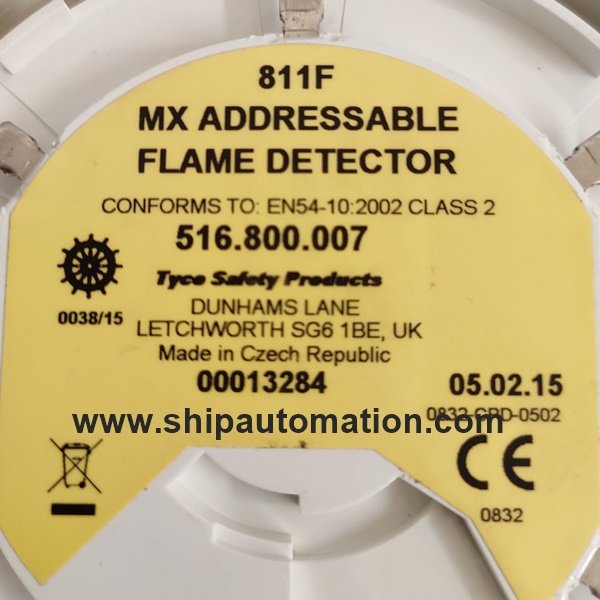 811F
MX ADDRESSABLE
FLAME DETECTOR
CONFORMS TO: EN54-10:2002 CLASS 2
516.800.007
Tyco Safety Products
0038/15
DUNHAMS LANE
LETCHWORTH SG6 1BE, UK
Made in Czech Republic
00013284
05.02.15
0832-CPD-0502
www.shipautomation.com
CE
0832